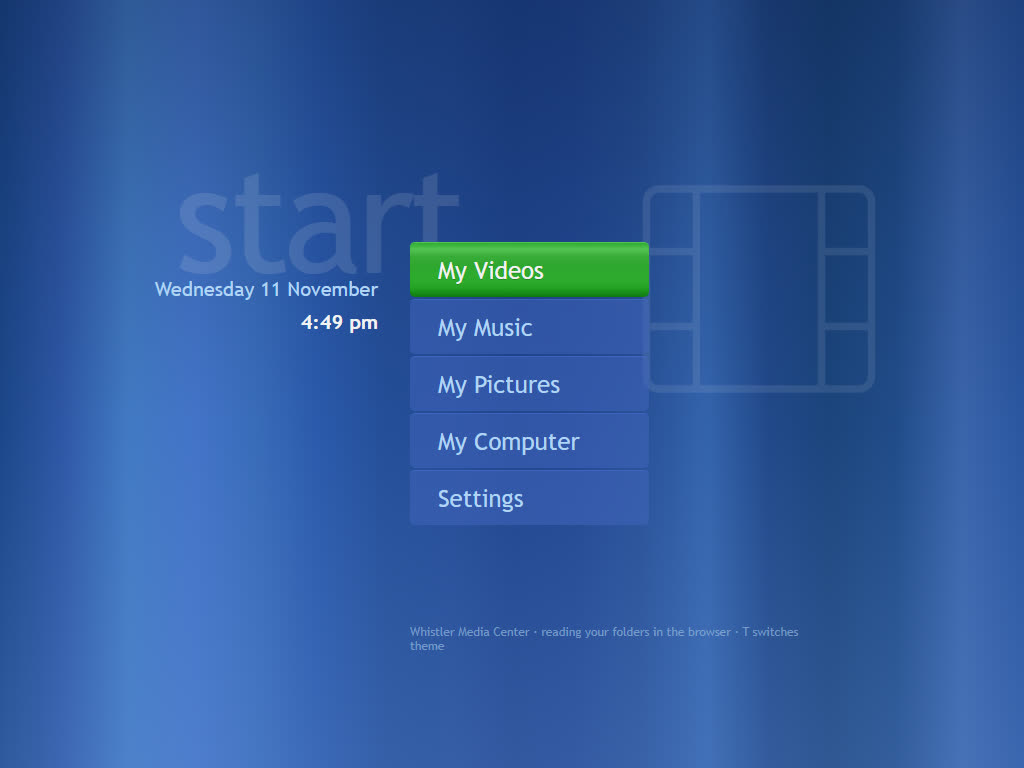 start
Wednesday 11 November
4:49 pm
My Videos
My Music
My Pictures
My Computer
Settings
Whistler Media Center · reading your folders in the browser · T switches
theme